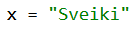 x = "Sveiki"